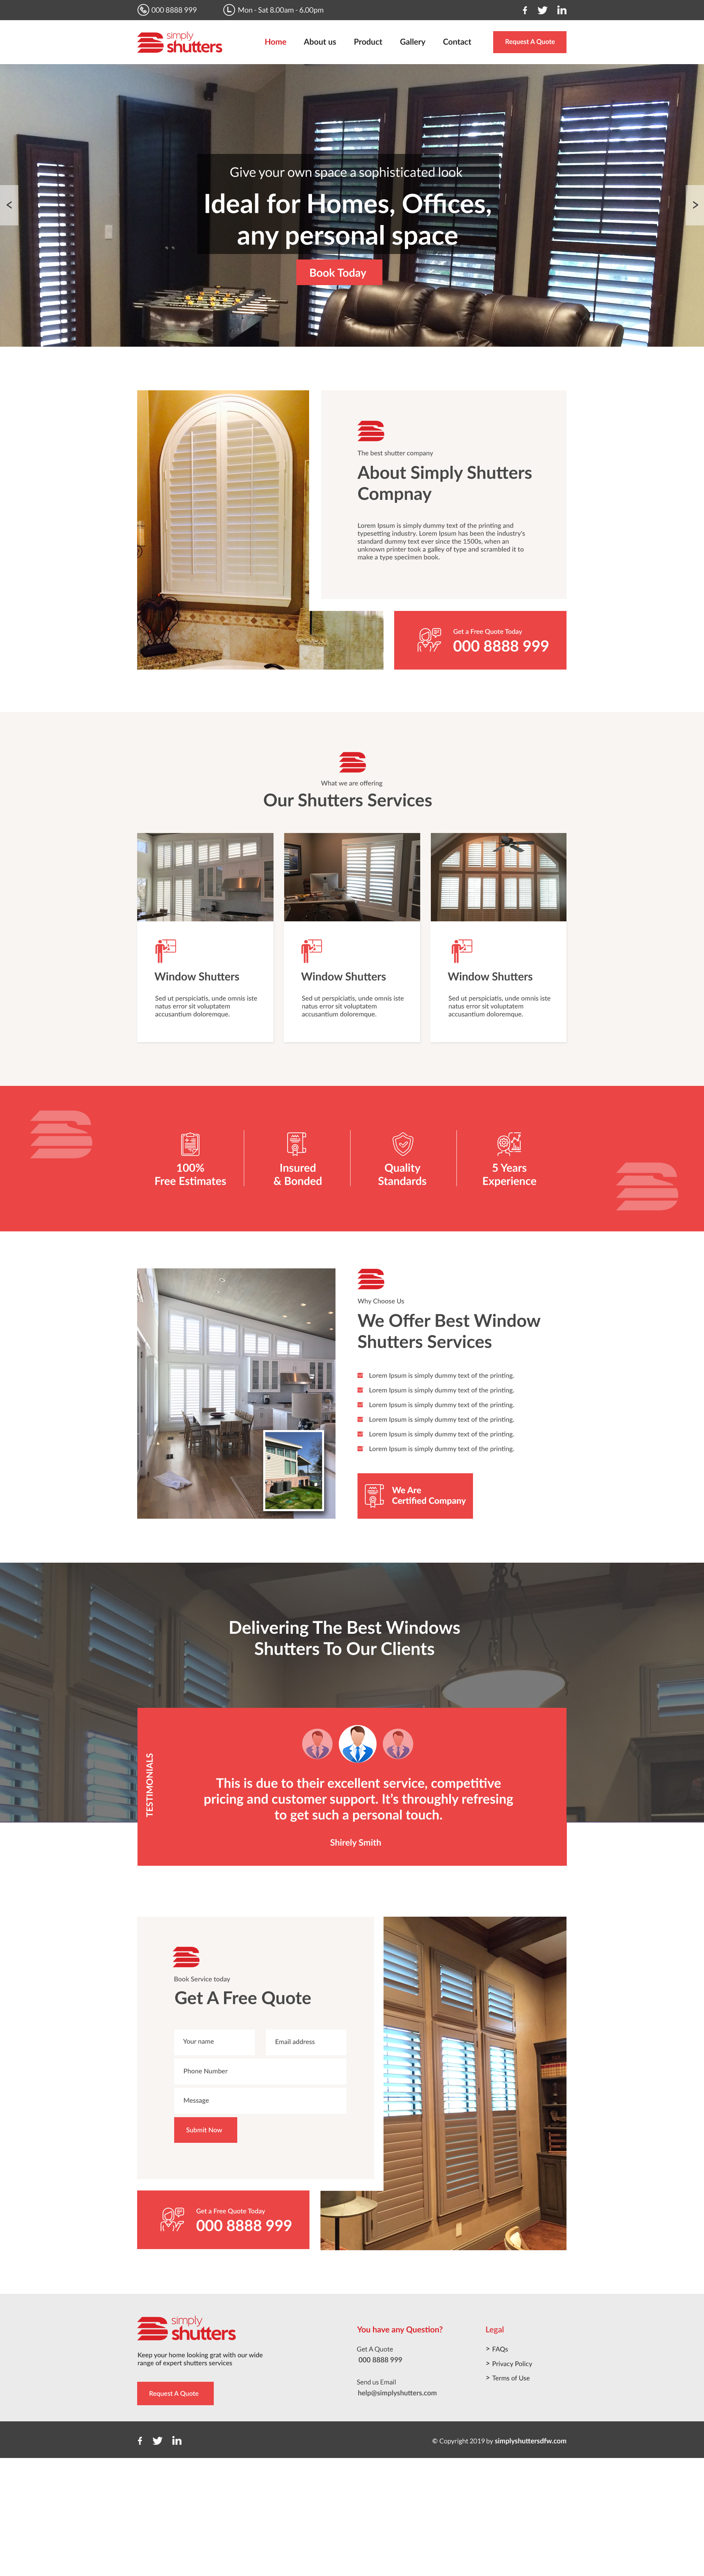 000 8888 999
Mon - Sat 8.00am - 6.00pm
simply
shutters
Home
About us
Product
Gallery
Contact
Request A Quote
Give your own space a sophisticated look
Ideal for Homes, Offices,
any personal space
Book Today
The best shutter company
About Simply Shutters
Compnay
Lorem Ipsum is simply dummy text of the printing and
typesetting industry. Lorem Ipsum has been the industry's
standard dummy text ever since the 1500s, when an
unknown printer took a galley of type and scrambled it to
make a type specimen book.
Get a Free Quote Today
000 8888 999
What we are offering
Our Shutters Services
Window Shutters
Sed ut perspiciatis, unde omnis iste
natus error sit voluptatem
accusantium doloremque.
Window Shutters
Sed ut perspiciatis, unde omnis iste
natus error sit voluptatem
accusantium doloremque.
Window Shutters
Sed ut perspiciatis, unde omnis iste
natus error sit voluptatem
accusantium doloremque.
100%
Free Estimates
Insured
& Bonded
Quality
Standards
5 Years
Experience
Why Choose Us
We Offer Best Window
Shutters Services
Lorem Ipsum is simply dummy text of the printing.
Lorem Ipsum is simply dummy text of the printing.
Lorem Ipsum is simply dummy text of the printing.
Lorem Ipsum is simply dummy text of the printing.
Lorem Ipsum is simply dummy text of the printing.
Lorem Ipsum is simply dummy text of the printing.
We Are
Certified Company
Delivering The Best Windows
Shutters To Our Clients
TESTIMONIALS
This is due to their excellent service, competitive
pricing and customer support. It's throughly refresing
to get such a personal touch.
Shirely Smith
Book Service today
Get A Free Quote
Your name
Email address
Phone Number
Message
Submit Now
Get a Free Quote Today
000 8888 999
simply
shutters
Keep your home looking grat with our wide
range of expert shutters services
Request A Quote
You have any Question?
Get A Quote
000 8888 999
Send us Email
help@simplyshutters.com
Legal
> FAQs
> Privacy Policy
> Terms of Use
© Copyright 2019 by simplyshuttersdfw.com